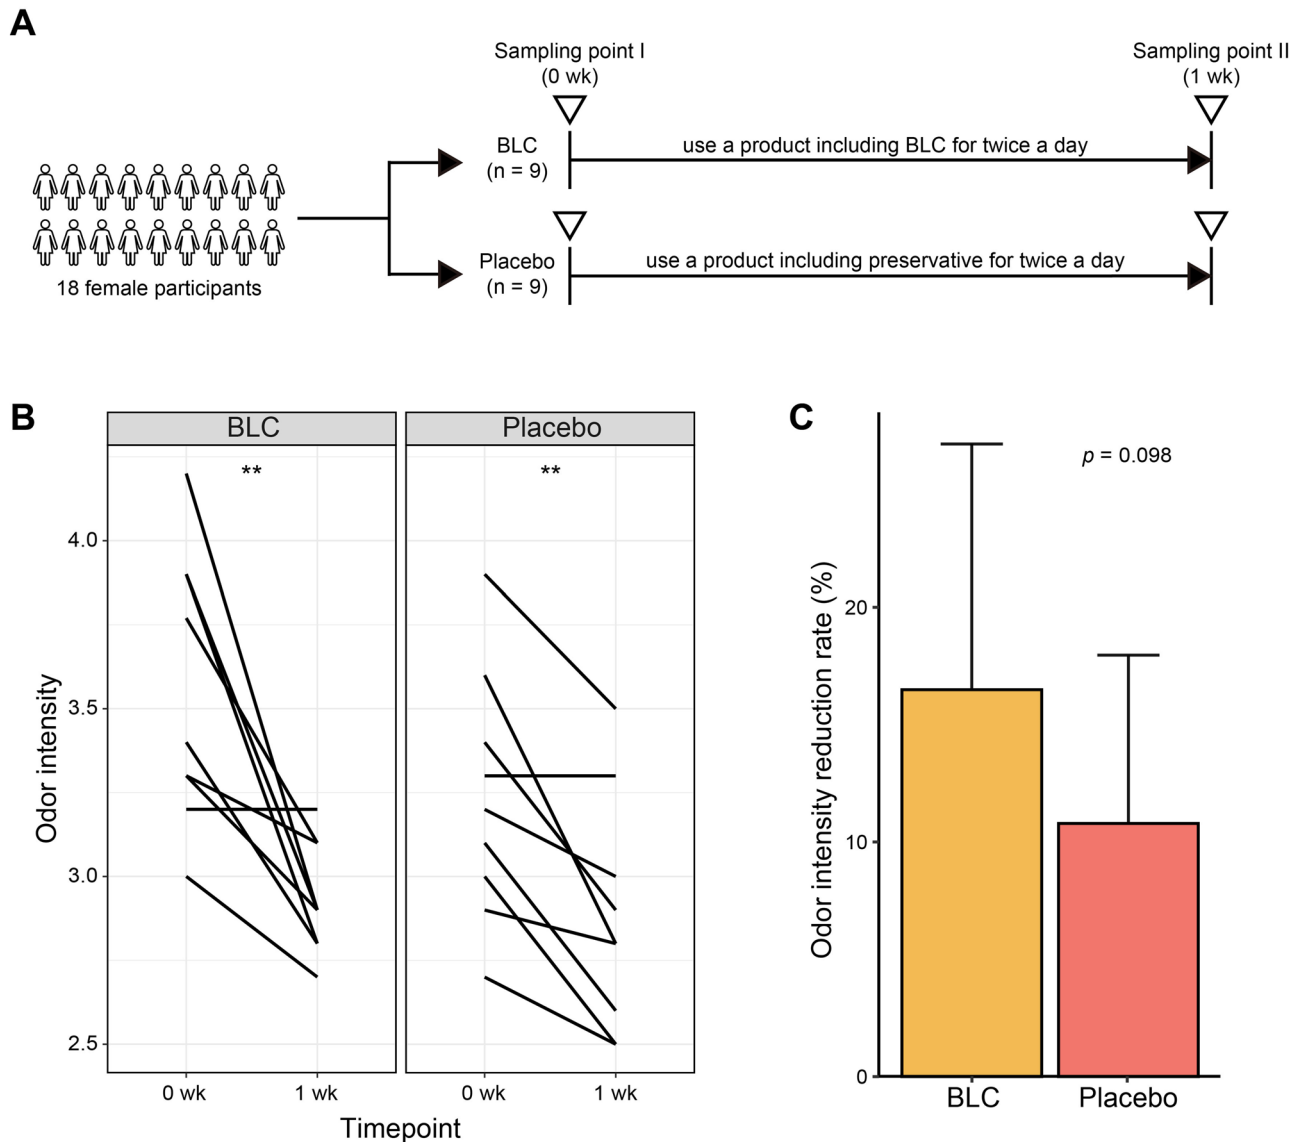 A
Sampling point I
(0 wk)
Sampling point II
(1 wk)
BLC
(n = 9)
use a product including BLC for twice a day
Placebo
(n = 9)
use a product including preservative for twice a day
18 female participants
B
BLC
Placebo
**
**
4.0
3.5
3.0
2.5
Odor intensity
0 wk
1 wk
0 wk
1 wk
Timepoint
C
p = 0.098
20
10
0
Odor intensity reduction rate (%)
BLC
Placebo